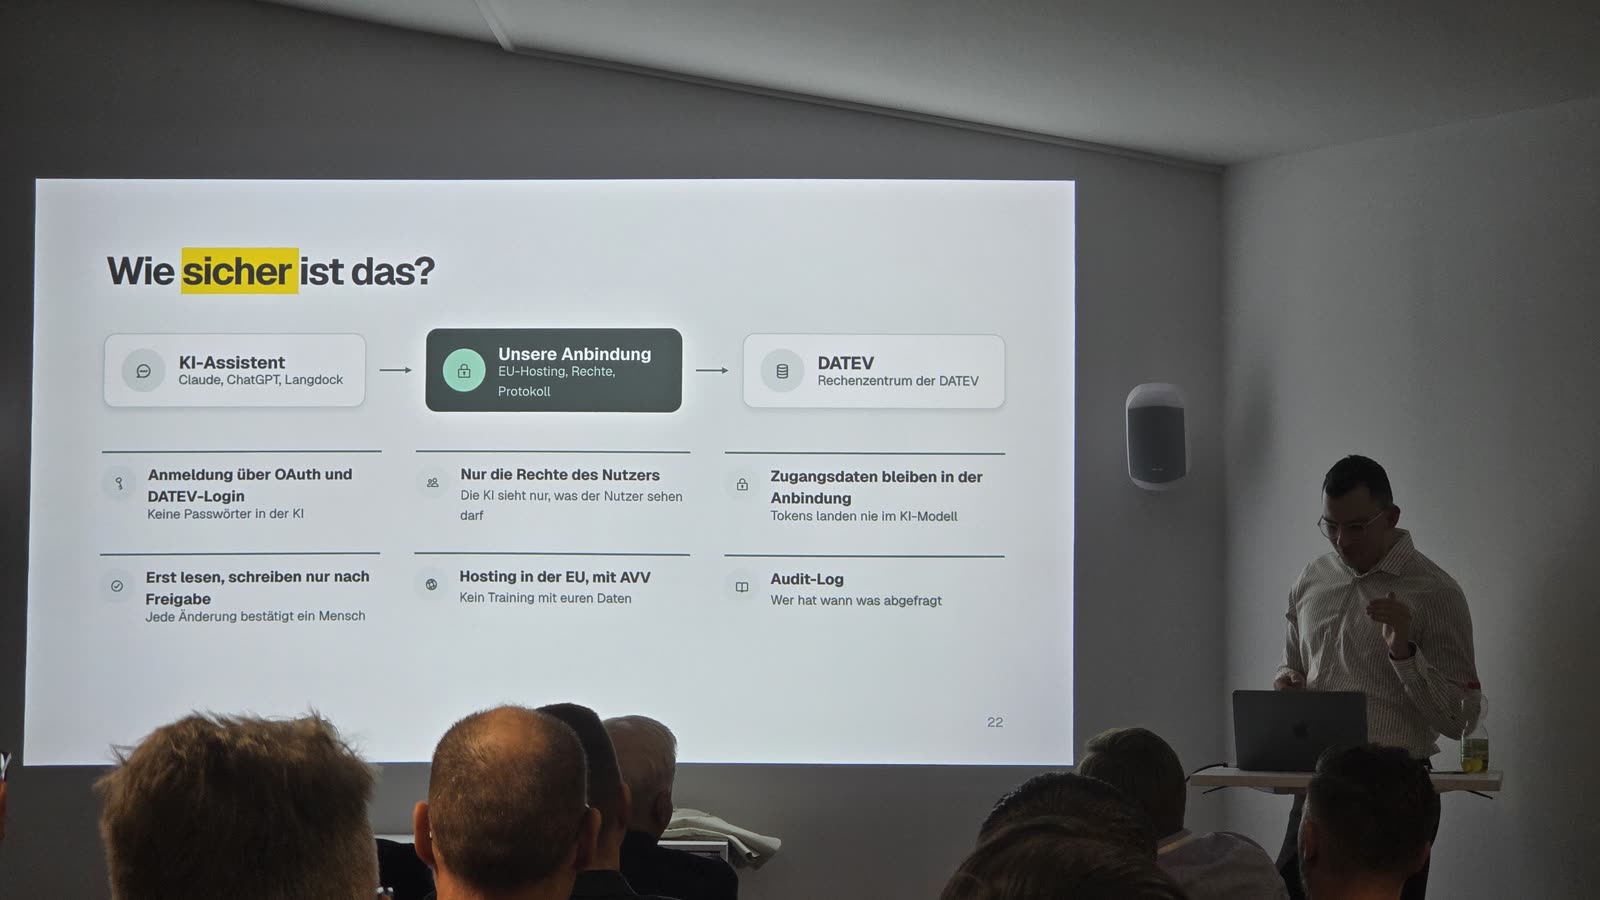 Wie sicher ist das?
KI-Assistent
Claude, ChatGPT, Langdock
Unsere Anbindung
EU-Hosting, Rechte,
Protokoll
DATEV
Rechenzentrum der DATEV
Anmeldung über OAuth und
DATEV-Login
Keine Passwörter in der KI
Nur die Rechte des Nutzers
Die KI sieht nur, was der Nutzer sehen
darf
Zugangsdaten bleiben in der
Anbindung
Tokens landen nie im KI-Modell
Erst lesen, schreiben nur nach
Freigabe
Jede Änderung bestätigt ein Mensch
Hosting in der EU, mit AVV
Kein Training mit euren Daten
Audit-Log
Wer hat wann was abgefragt
22